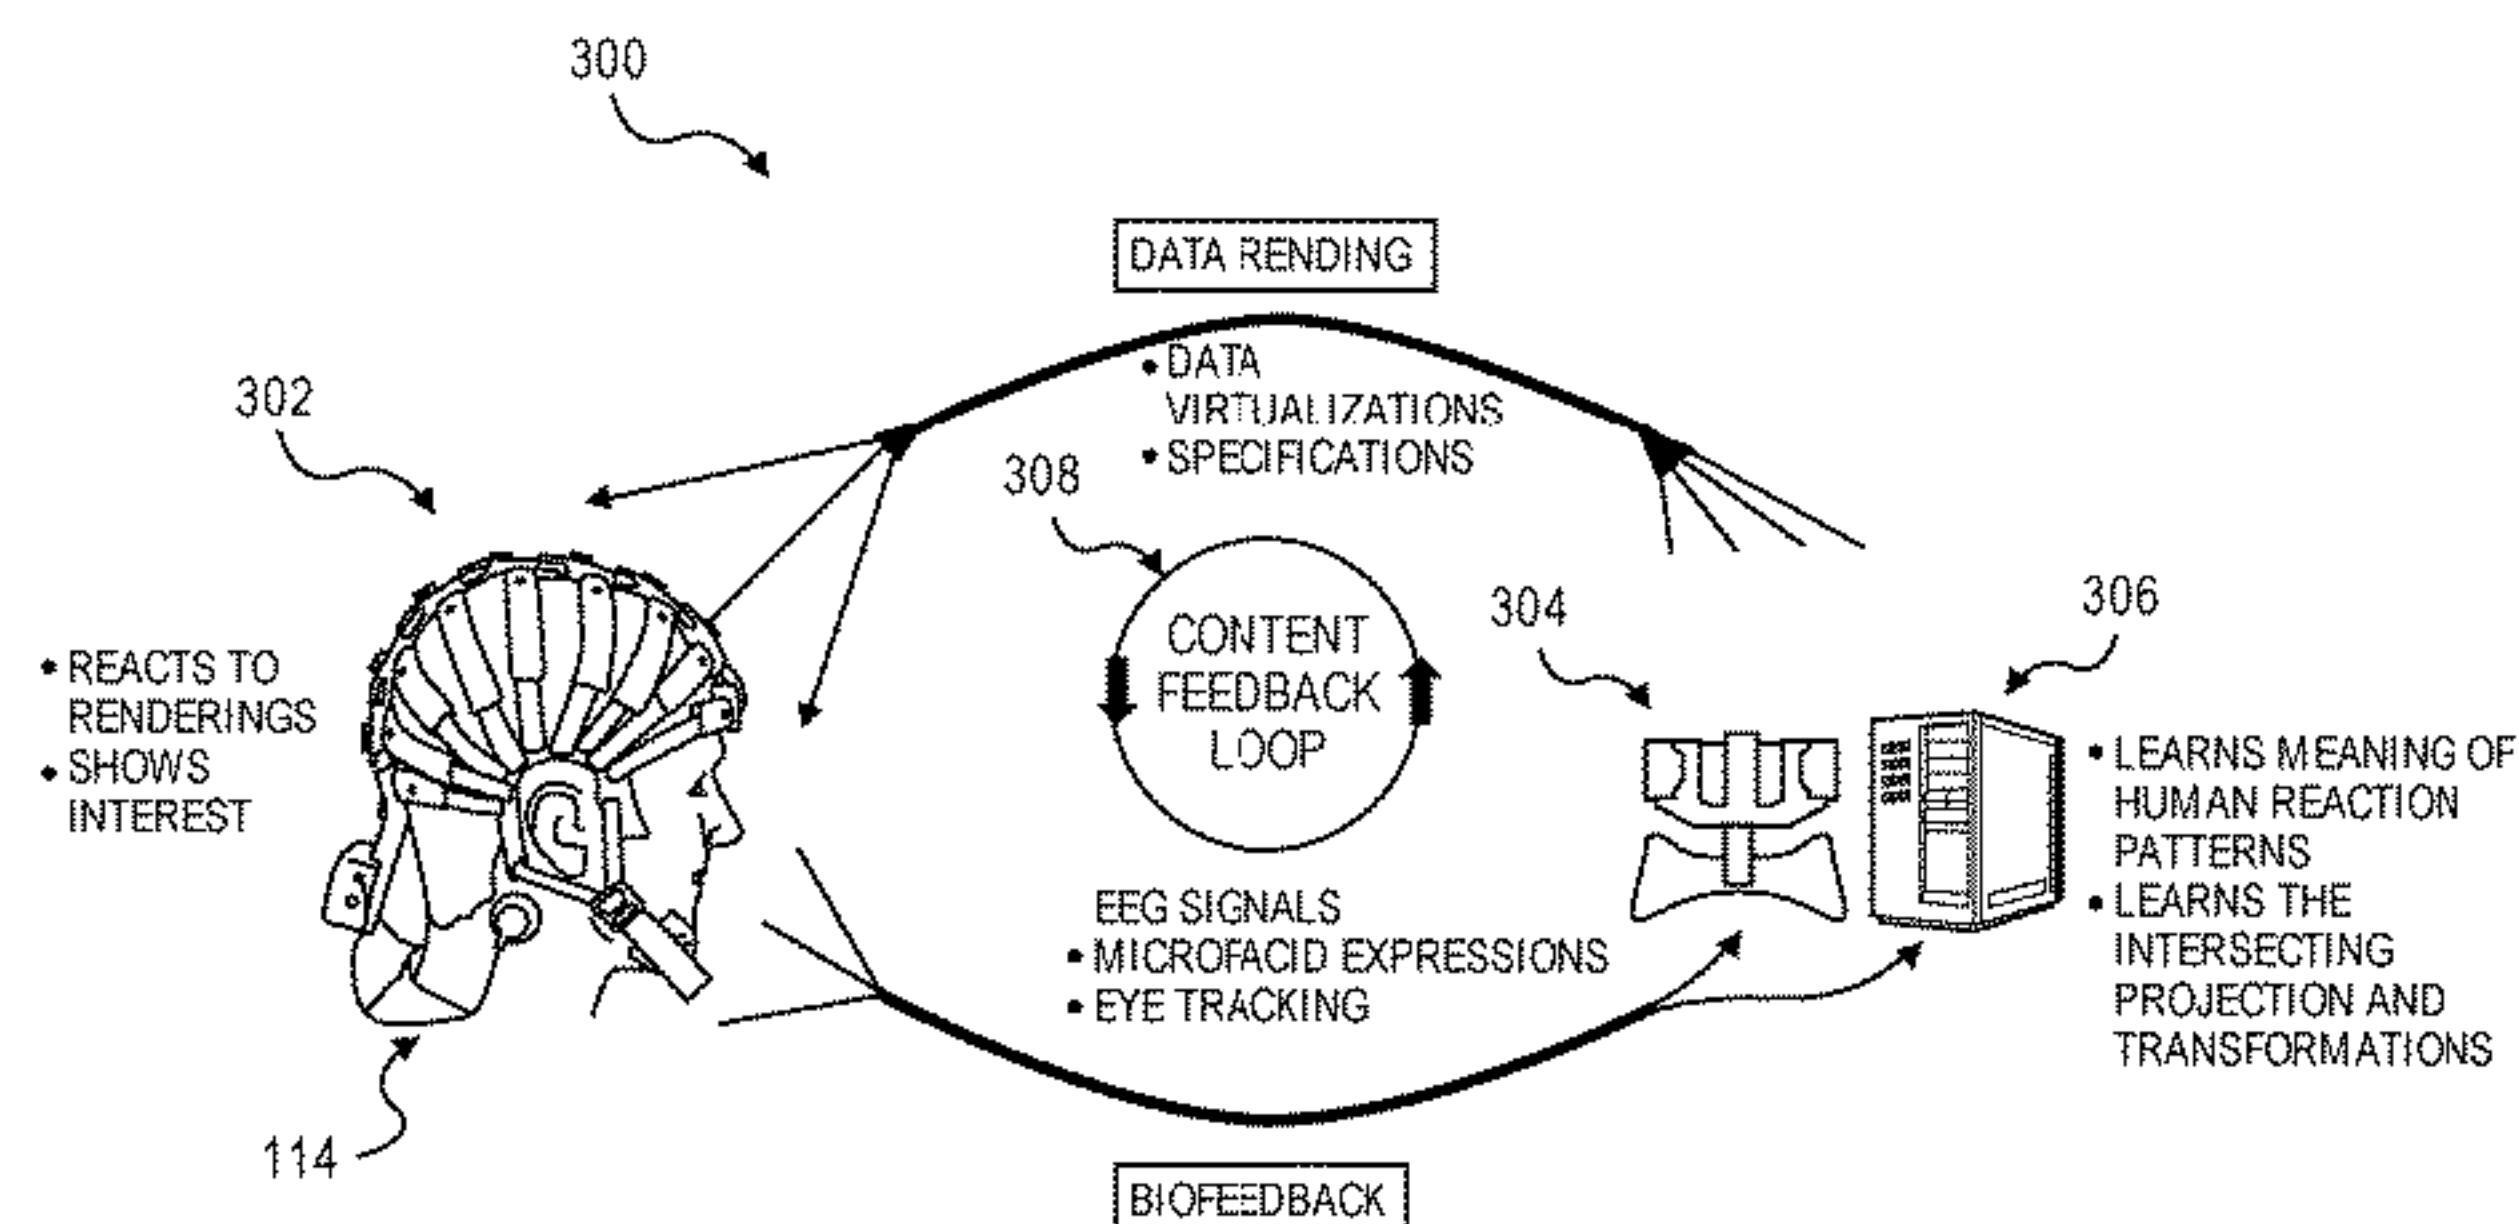 300
DATA RENDING
• DATA
VIRTUALIZATIONS
• SPECIFICATIONS
302
308
CONTENT
FEEDBACK
LOOP
304
306
• REACTS TO
RENDERINGS
• SHOWS
INTEREST
• LEARNS MEANING OF
HUMAN REACTION
PATTERNS
• LEARNS THE
INTERSECTING
PROJECTION AND
TRANSFORMATIONS
EEG SIGNALS
• MICROFACID EXPRESSIONS
• EYE TRACKING
114
BIOFEEDBACK